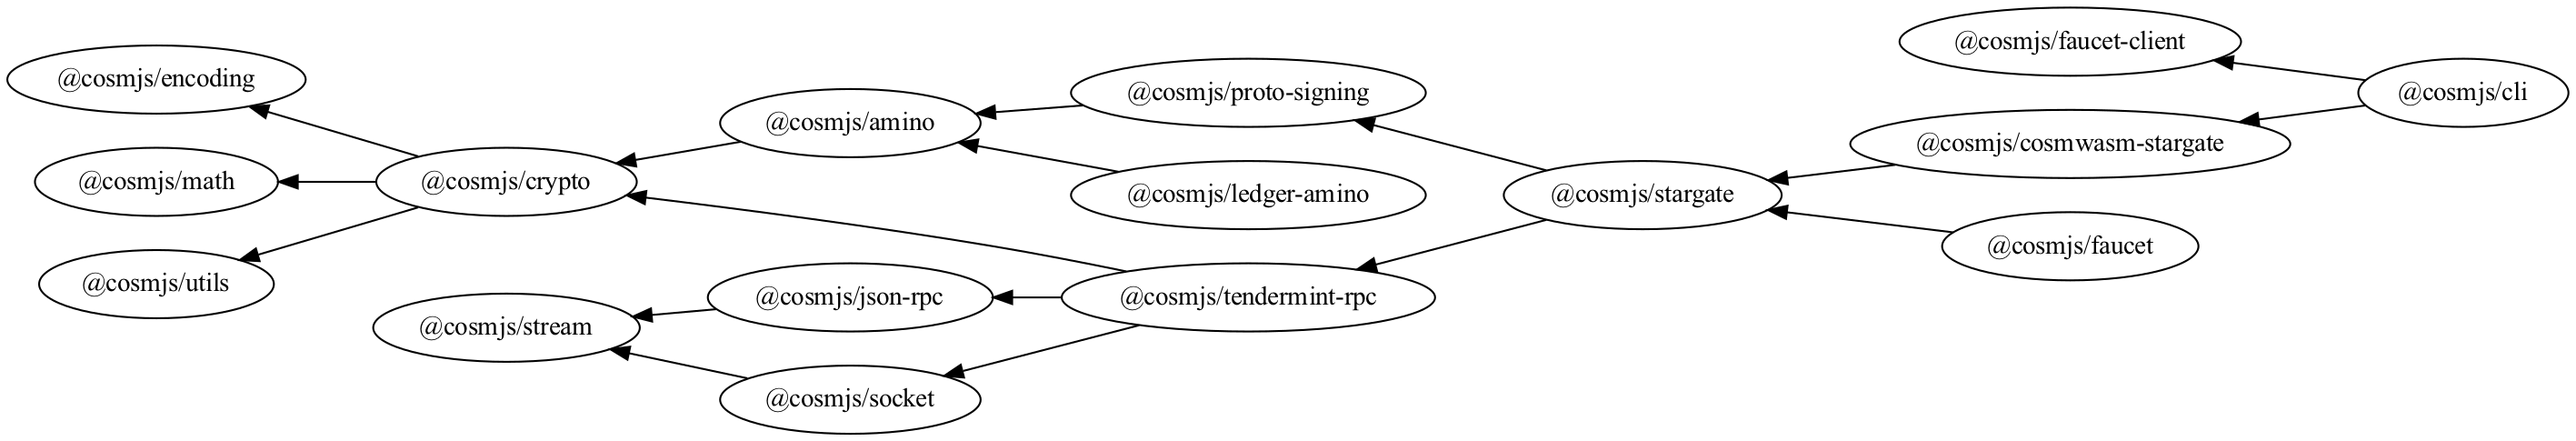 @cosmjs/encoding
@cosmjs/math
@cosmjs/utils
@cosmjs/crypto
@cosmjs/stream
@cosmjs/amino
@cosmjs/json-rpc
@cosmjs/socket
@cosmjs/proto-signing
@cosmjs/ledger-amino
@cosmjs/tendermint-rpc
@cosmjs/stargate
@cosmjs/faucet-client
@cosmjs/cosmwasm-stargate
@cosmjs/faucet
@cosmjs/cli